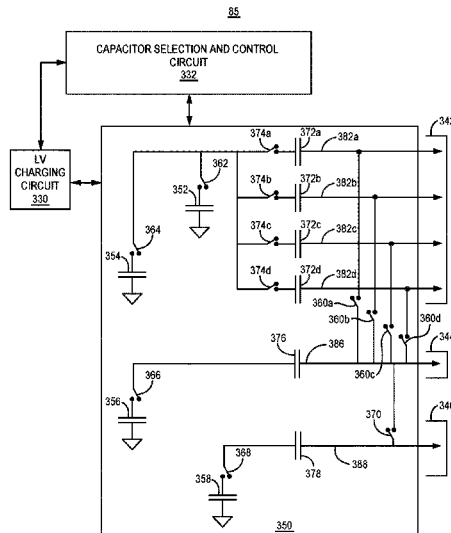 85
CAPACITOR SELECTION AND CONTROL
CIRCUIT
332
LV
CHARGING
CIRCUIT
330
342
374a
372a
382a
362
352
374b
372b
382b
364
354
374c
372c
382c
374d
372d
382d
360a
360b
360c
360d
376
386
344
366
356
370
368
358
378
388
350